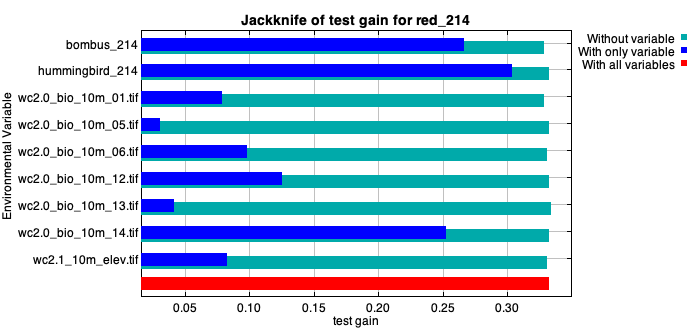 Jackknife of test gain for red_214
Without variable
With only variable
With all variables
Environmental Variable
bombus_214
hummingbird_214
wc2.0_bio_10m_01.tif
wc2.0_bio_10m_05.tif
wc2.0_bio_10m_06.tif
wc2.0_bio_10m_12.tif
wc2.0_bio_10m_13.tif
wc2.0_bio_10m_14.tif
wc2.1_10m_elev.tif
0.05 0.10 0.15 0.20 0.25 0.30
test gain